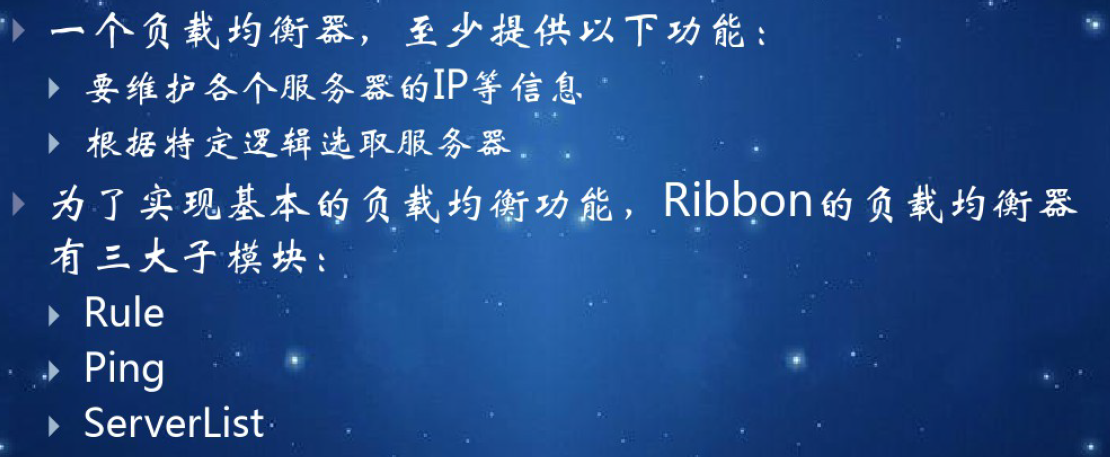 一个负载均衡器，至少提供以下功能：
要维护各个服务器的IP等信息
根据特定逻辑选取服务器
为了实现基本的负载均衡功能，Ribbon的负载均衡器
有三大子模块：
Rule
Ping
ServerList